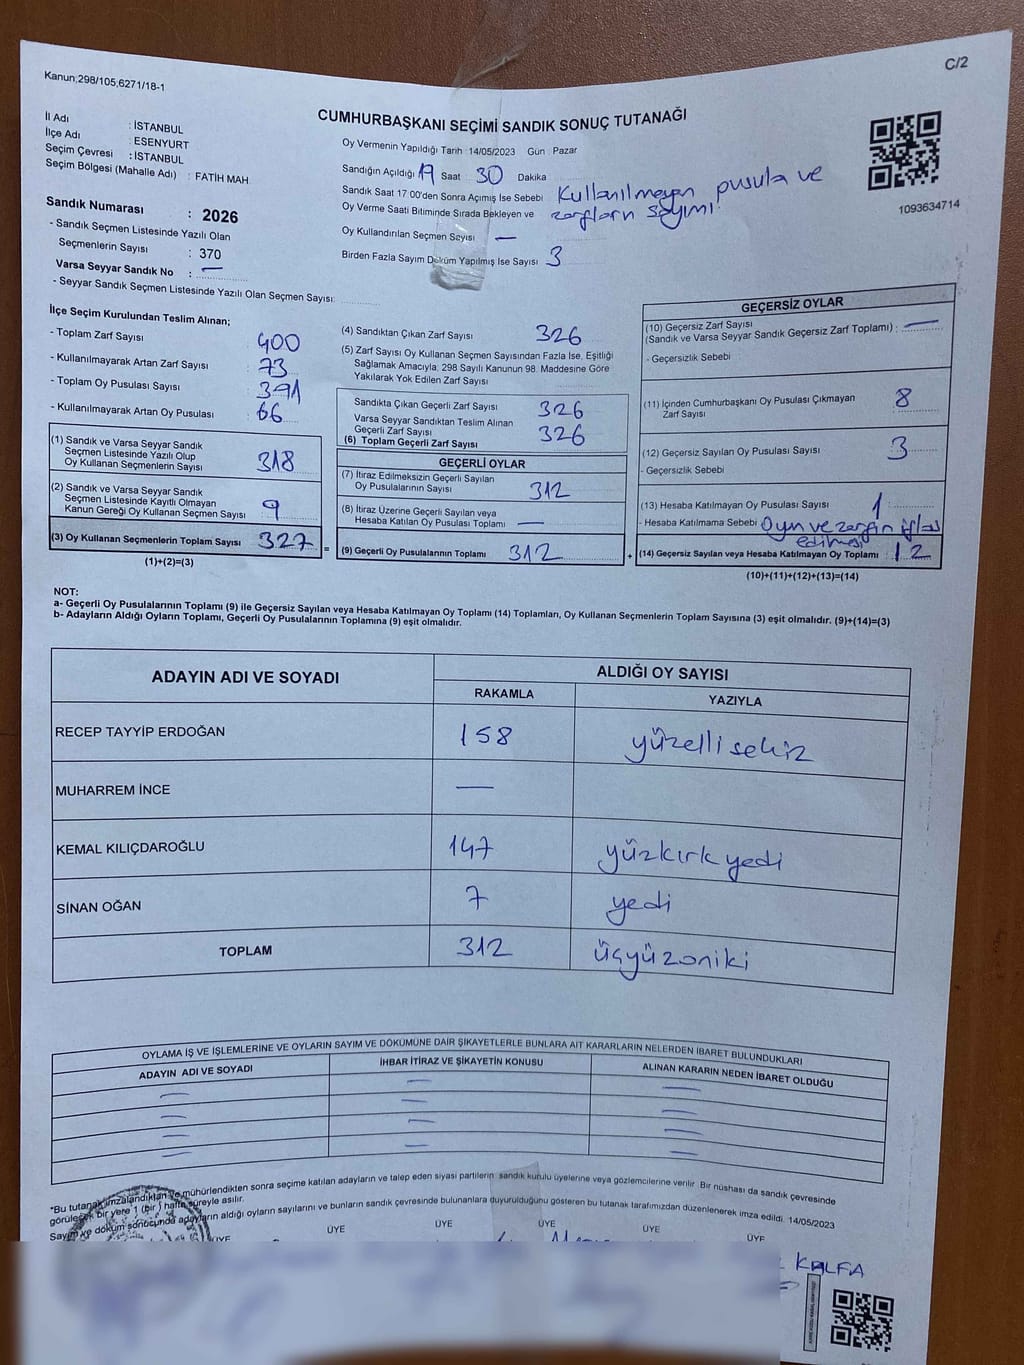 C/2
Kanun;298/105;6271/18-1
CUMHURBAŞKANI SEÇİMİ SANDIK SONUÇ TUTANAĞI
İl Adı : İSTANBUL
İlçe Adı : ESENYURT
Seçim Çevresi : İSTANBUL
Seçim Bölgesi (Mahalle Adı) : FATİH MAH
Sandık Numarası : 2026
- Sandık Seçmen Listesinde Yazılı Olan
Seçmenlerin Sayısı : 370
Varsa Seyyar Sandık No : —
- Seyyar Sandık Seçmen Listesinde Yazılı Olan Seçmen Sayısı:
Oy Vermenin Yapıldığı Tarih :14/05/2023 Gün : Pazar
Sandığın Açıldığı 19 Saat 30 Dakika
Sandık Saat 17:00'den Sonra Açımış İse Sebebi Kullanılmayan pusula ve
Oy Verme Saati Bitiminde Sırada Bekleyen ve zarfların sayımı.
Oy Kullandırılan Seçmen Sayısı —
Birden Fazla Sayım Döküm Yapılmış İse Sayısı 3
1093634714
İlçe Seçim Kurulundan Teslim Alınan;
- Toplam Zarf Sayısı : 400
- Kullanılmayarak Artan Zarf Sayısı : 73
- Toplam Oy Pusulası Sayısı : 391
- Kullanılmayarak Artan Oy Pusulası : 66
(1) Sandık ve Varsa Seyyar Sandık
Seçmen Listesinde Yazılı Olup
Oy Kullanan Seçmenlerin Sayısı : 318
(2) Sandık ve Varsa Seyyar Sandık
Seçmen Listesinde Kayıtlı Olmayan
Kanun Gereği Oy Kullanan Seçmen Sayısı : 9
(3) Oy Kullanan Seçmenlerin Toplam Sayısı : 327 =
(1)+(2)=(3)
(4) Sandıktan Çıkan Zarf Sayısı : 326
(5) Zarf Sayısı Oy Kullanan Seçmen Sayısından Fazla İse, Eşitliği
Sağlamak Amacıyla, 298 Sayılı Kanunun 98. Maddesine Göre
Yakılarak Yok Edilen Zarf Sayısı
Sandıkta Çıkan Geçerli Zarf Sayısı : 326
Varsa Seyyar Sandıktan Teslim Alınan
Geçerli Zarf Sayısı : 326
(6) Toplam Geçerli Zarf Sayısı
GEÇERLİ OYLAR
(7) İtiraz Edilmeksizin Geçerli Sayılan
Oy Pusulalarının Sayısı : 312
(8) İtiraz Üzerine Geçerli Sayılan veya
Hesaba Katılan Oy Pusulası Toplamı : —
(9) Geçerli Oy Pusulalarının Toplamı : 312 +
GEÇERSİZ OYLAR
(10) Geçersiz Zarf Sayısı
(Sandık ve Varsa Seyyar Sandık Geçersiz Zarf Toplamı) : —
- Geçersizlik Sebebi
(11) İçinden Cumhurbaşkanı Oy Pusulası Çıkmayan
Zarf Sayısı : 8
(12) Geçersiz Sayılan Oy Pusulası Sayısı : 3
- Geçersizlik Sebebi
(13) Hesaba Katılmayan Oy Pusulası Sayısı : 1
- Hesaba Katılmama Sebebi Oyun ve zarfın iflas
edilmesi
(14) Geçersiz Sayılan veya Hesaba Katılmayan Oy Toplamı : 12
(10)+(11)+(12)+(13)=(14)
NOT:
a- Geçerli Oy Pusulalarının Toplamı (9) ile Geçersiz Sayılan veya Hesaba Katılmayan Oy Toplamı (14) Toplamları, Oy Kullanan Seçmenlerin Toplam Sayısına (3) eşit olmalıdır. (9)+(14)=(3)
b- Adayların Aldığı Oyların Toplamı, Geçerli Oy Pusulalarının Toplamına (9) eşit olmalıdır.
ADAYIN ADI VE SOYADI
ALDIĞI OY SAYISI
RAKAMLA YAZIYLA
RECEP TAYYİP ERDOĞAN 158 yüzellisekiz
MUHARREM İNCE —
KEMAL KILIÇDAROĞLU 147 yüzkırkyedi
SİNAN OĞAN 7 yedi
TOPLAM 312 üçyüzoniki
OYLAMA İŞ VE İŞLEMLERİNE VE OYLARIN SAYIM VE DÖKÜMÜNE DAİR ŞİKAYETLERLE BUNLARA AİT KARARLARIN NELERDEN İBARET BULUNDUKLARI
ADAYIN ADI VE SOYADI İHBAR İTİRAZ VE ŞİKAYETİN KONUSU ALINAN KARARIN NEDEN İBARET OLDUĞU
— — —
— — —
— — —
— — —
*Bu tutanak imzalandıktan ve mühürlendikten sonra seçime katılan adayların ve talep eden siyasi partilerin sandık kurulu üyelerine veya gözlemcilerine verilir. Bir nüshası da sandık çevresinde
görülecek bir yere 1 (bir ) hafta süreyle asılır.
Sayım ve döküm sonucunda adayların aldığı oyların sayılarını ve bunların sandık çevresinde bulunanlara duyurulduğunu gösteren bu tutanak tarafımızdan düzenlenerek imza edildi. 14/05/2023
ÜYE ÜYE ÜYE ÜYE ÜYE
KALFA